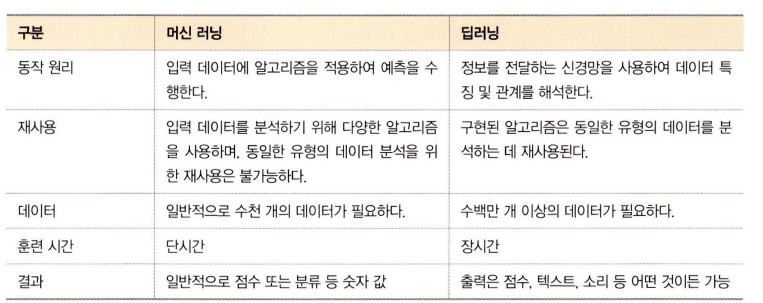 구분 머신 러닝 딥러닝
동작 원리 입력 데이터에 알고리즘을 적용하여 예측을 수 정보를 전달하는 신경망을 사용하여 데이터 특
행한다. 징 및 관계를 해석한다.
재사용 입력 데이터를 분석하기 위해 다양한 알고리즘 구현된 알고리즘은 동일한 유형의 데이터를 분
을 사용하며, 동일한 유형의 데이터 분석을 위 석하는 데 재사용된다.
한 재사용은 불가능하다.
데이터 일반적으로 수천 개의 데이터가 필요하다. 수백만 개 이상의 데이터가 필요하다.
훈련 시간 단시간 장시간
결과 일반적으로 점수 또는 분류 등 숫자 값 출력은 점수, 텍스트, 소리 등 어떤 것이든 가능